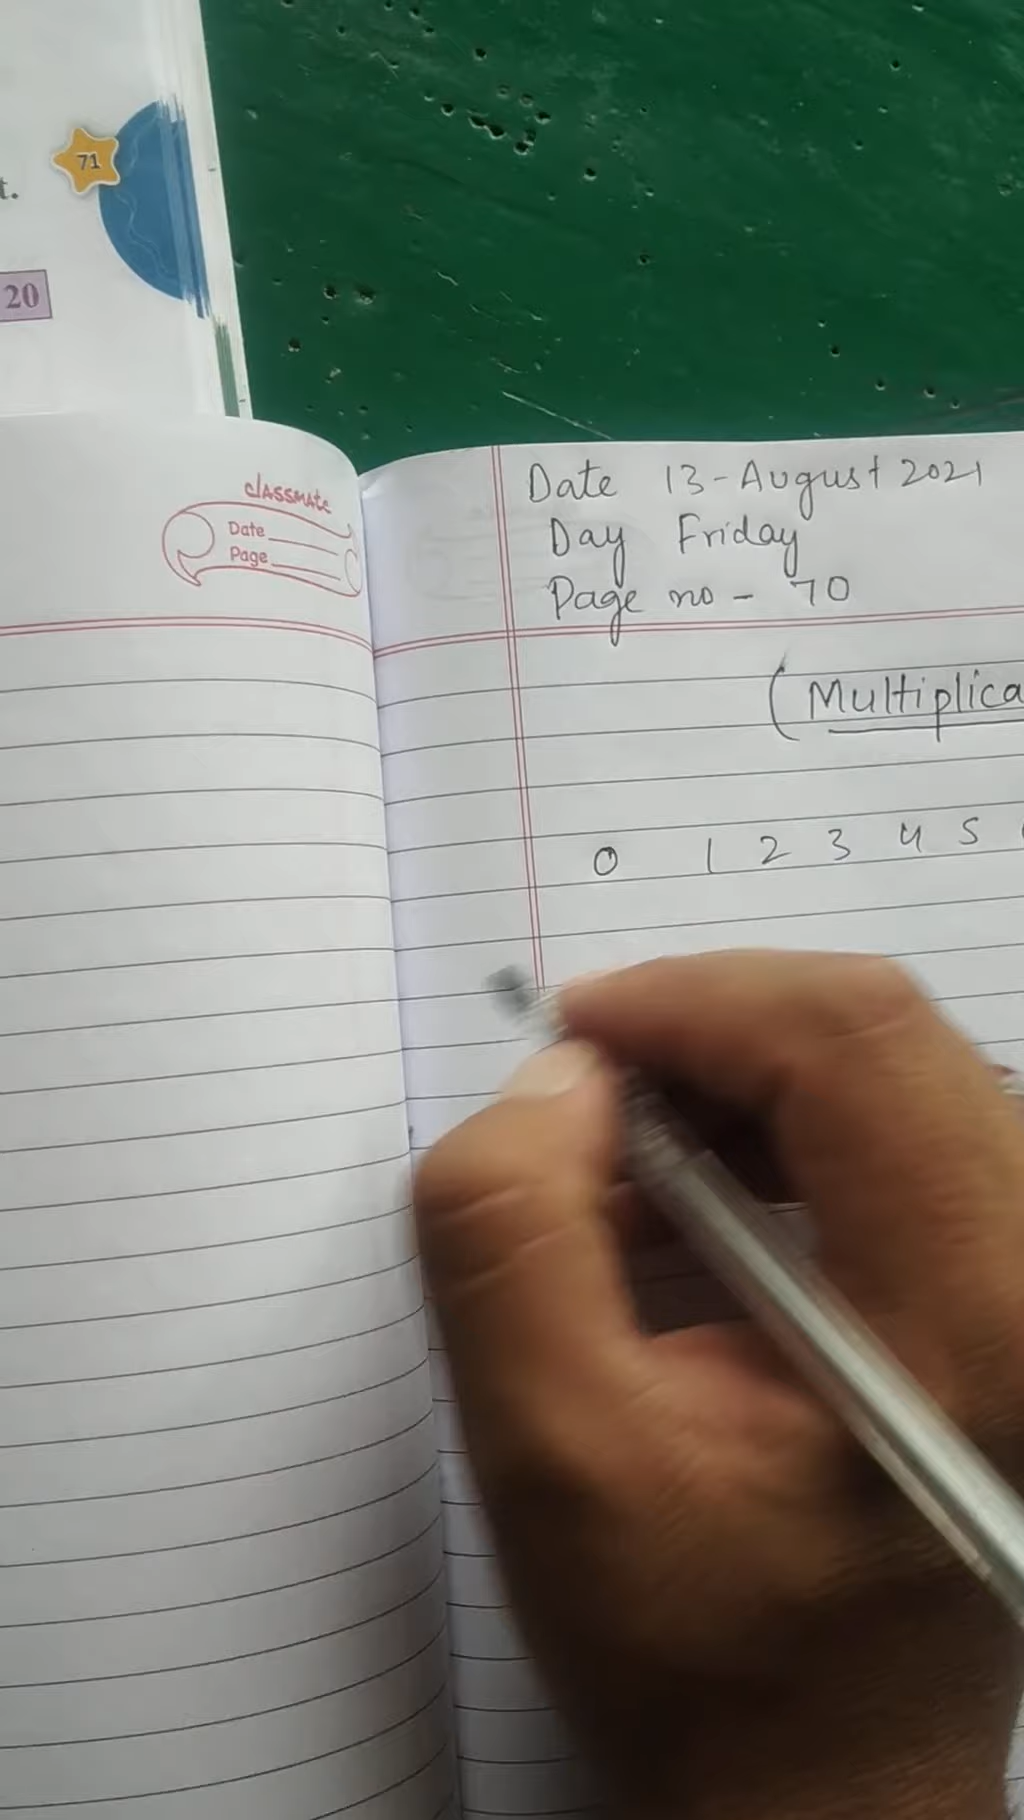 71
t.
20
classmate
Date
Page
Date 13-August 2021
Day Friday
Page no - 70
(Multiplica
0 1 2 3 4 5